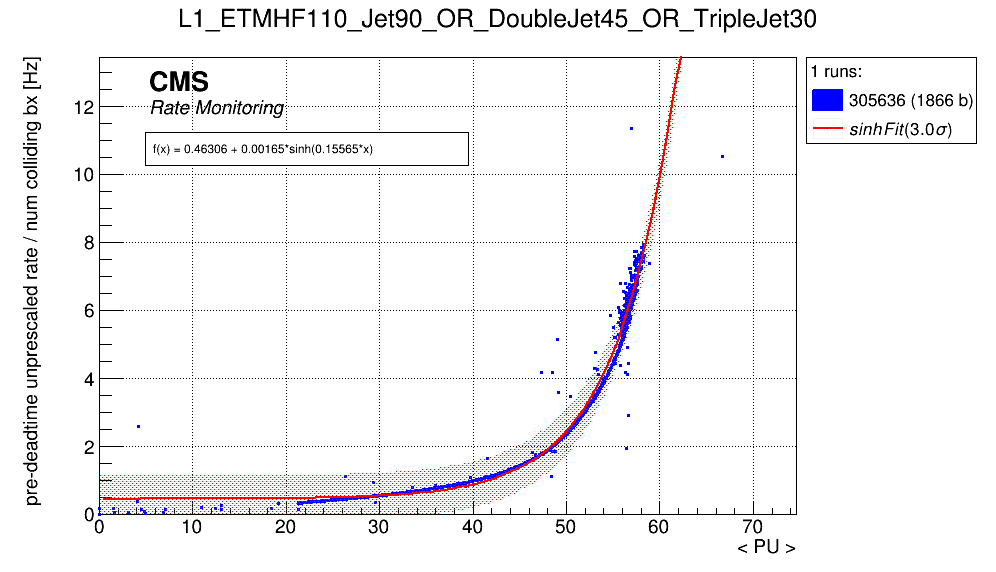 L1_ETMHF110_Jet90_OR_DoubleJet45_OR_TripleJet30
pre-deadtime unprescaled rate / num colliding bx [Hz]
CMS
Rate Monitoring
f(x) = 0.46306 + 0.00165*sinh(0.15565*x)
1 runs:
305636 (1866 b)
sinhFit(3.0σ)
12
10
8
6
4
2
0
0 10 20 30 40 50 60 70
< PU >